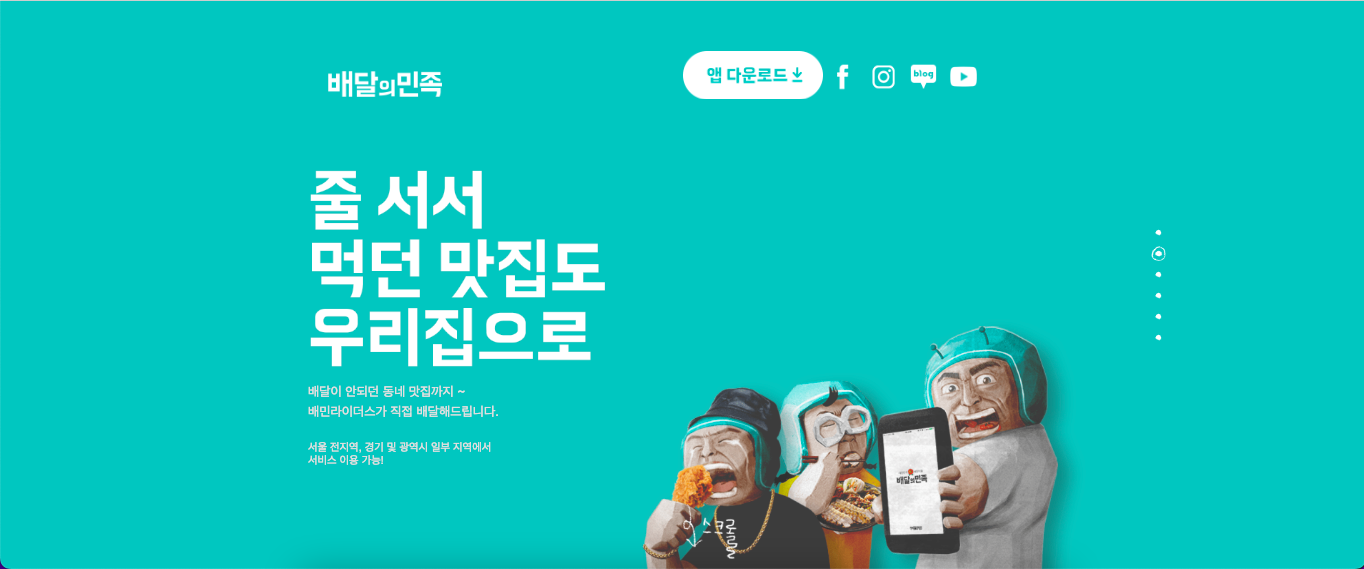 배달의민족
앱 다운로드
blog
줄 서서
먹던 맛집도
우리집으로
배달이 안되던 동네 맛집까지 ~
배민라이더스가 직접 배달해드립니다.
서울 전지역, 경기 및 광역시 일부 지역에서
서비스 이용 가능!
배달의민족
스크롤